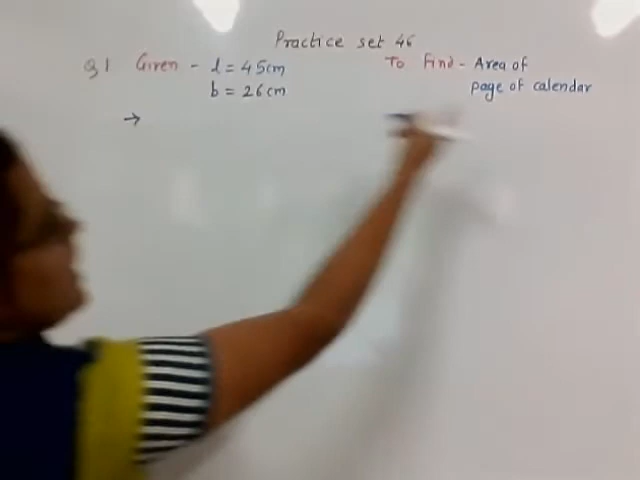 Practice set 46
Q1 Given - l = 45cm To Find - Area of
b = 26cm page of calendar
→